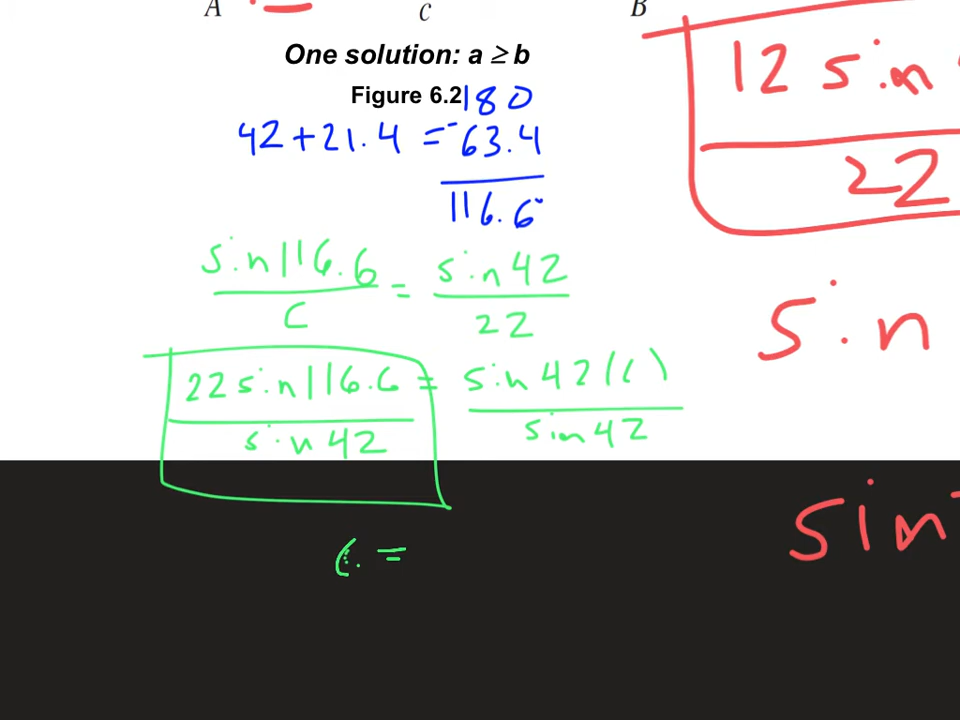 A c B
One solution: a ≥ b
Figure 6.2
180
42 + 21.4 = -63.4
116.6°
sin 116.6 = sin 42
C 22
22 sin 116.6 = sin 42 (C)
sin 42 sin 42
C =
12 sin
22
sin
sin